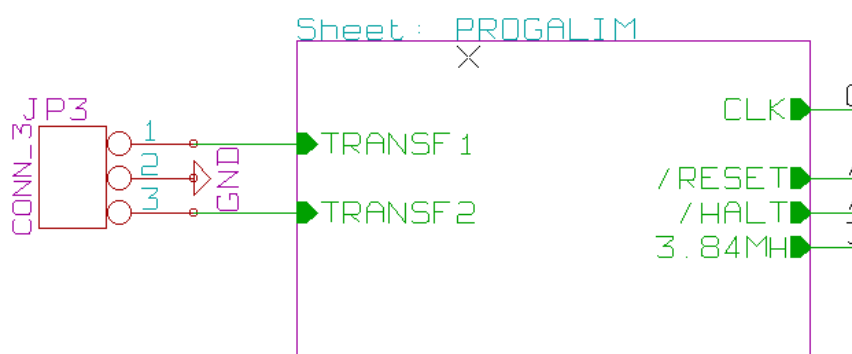 Sheet: PROGALIM
JP3
CONN_3
1
2
3
GND
TRANSF1
TRANSF2
CLK
/RESET
/HALT
3.84MH